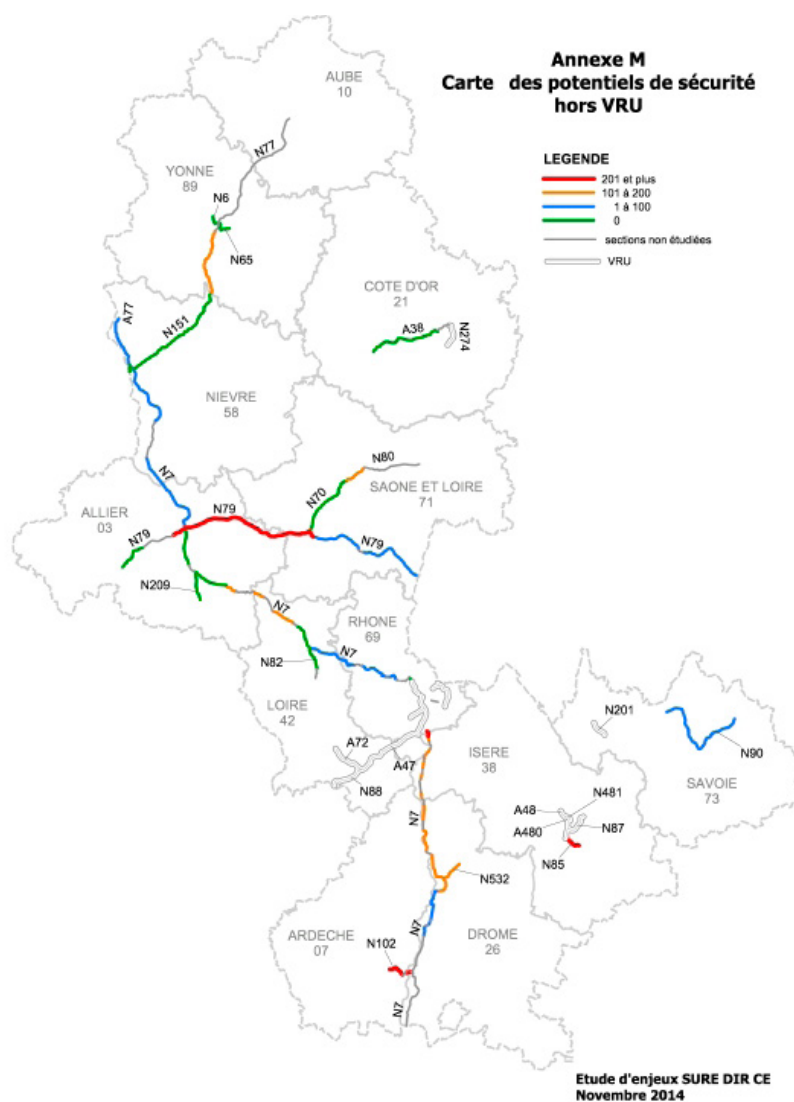 Annexe M
Carte des potentiels de sécurité
hors VRU
LEGENDE
201 et plus
101 à 200
1 à 100
0
sections non étudiées
VRU
AUBE
10
N77
YONNE
89
N6
N65
COTE D'OR
21
A77
N151
A38
N274
NIEVRE
58
N80
N7
N70
SAONE ET LOIRE
71
ALLIER
03
N79
N79
N79
N209
N7
RHONE
69
N7
N82
LOIRE
42
N201
A72
ISERE
38
N90
A47
SAVOIE
73
N88
A48
N481
N7
A480
N87
N85
N532
ARDECHE
07
N7
DROME
26
N102
N7
Etude d'enjeux SURE DIR CE
Novembre 2014